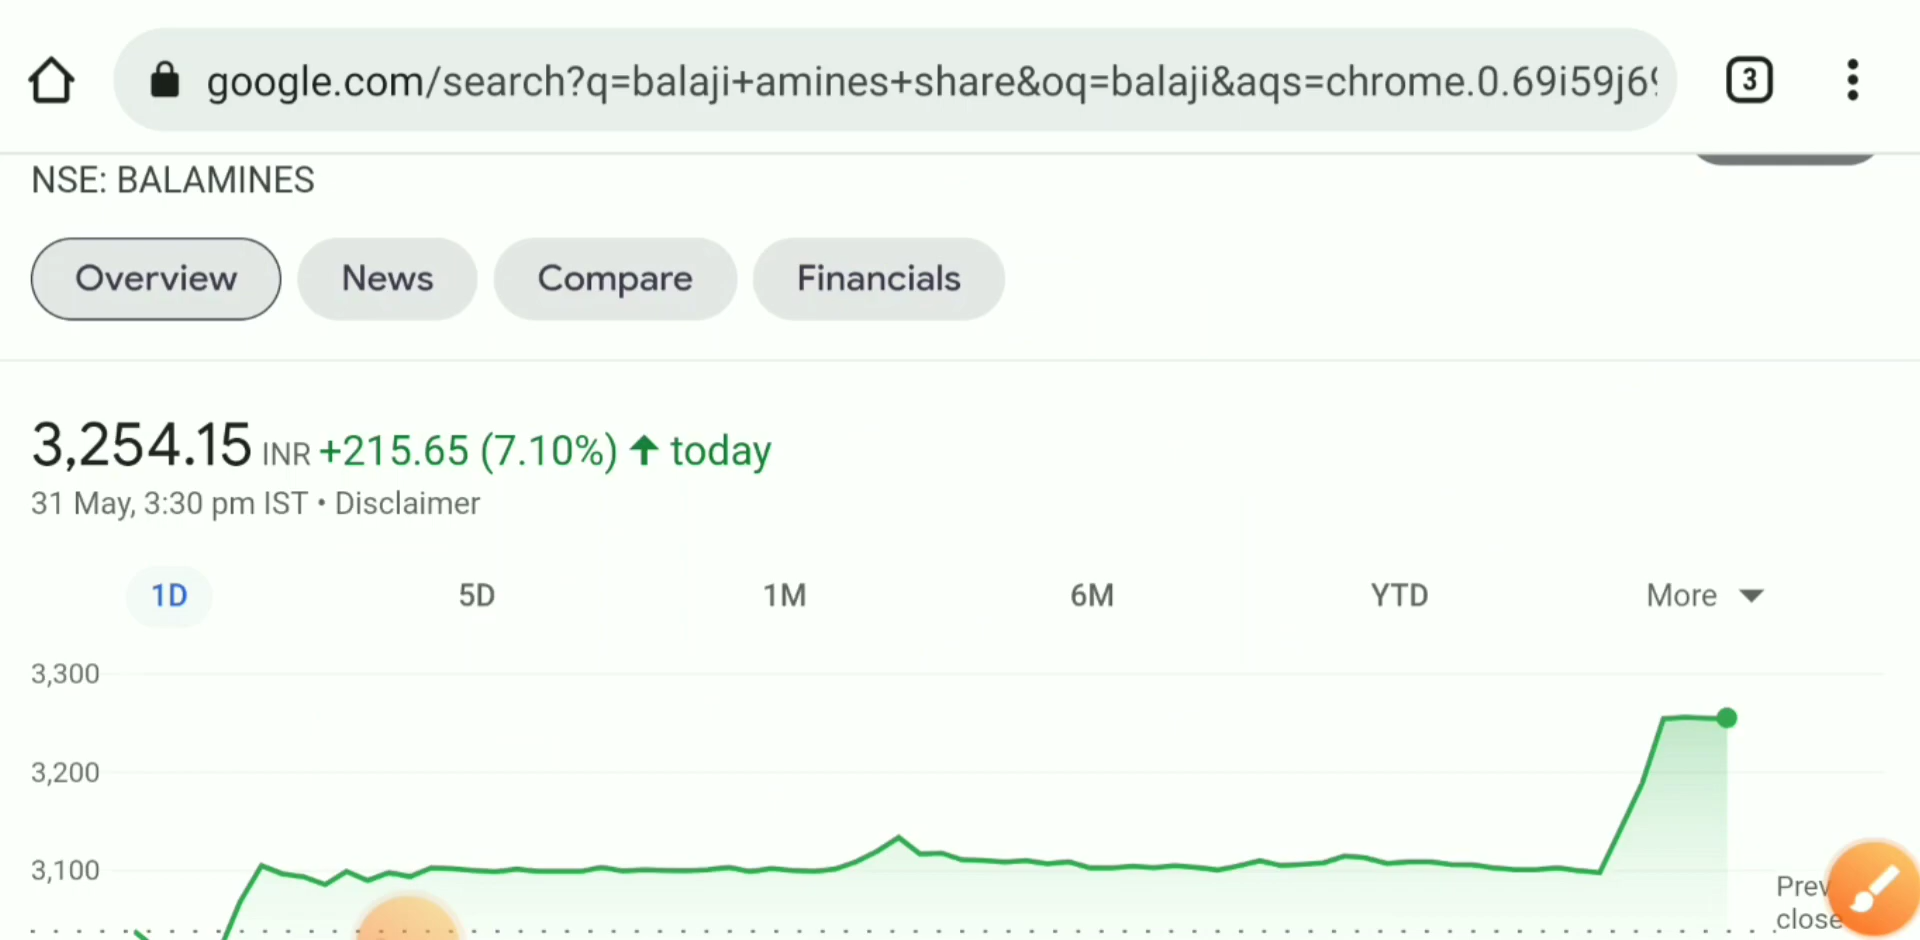 google.com/search?q=balaji+amines+share&oq=balaji&aqs=chrome.0.69i59j69
3
NSE: BALAMINES
Overview
News
Compare
Financials
3,254.15 INR +215.65 (7.10%) ↑ today
31 May, 3:30 pm IST • Disclaimer
1D
5D
1M
6M
YTD
More
3,300
3,200
3,100
Prev
close